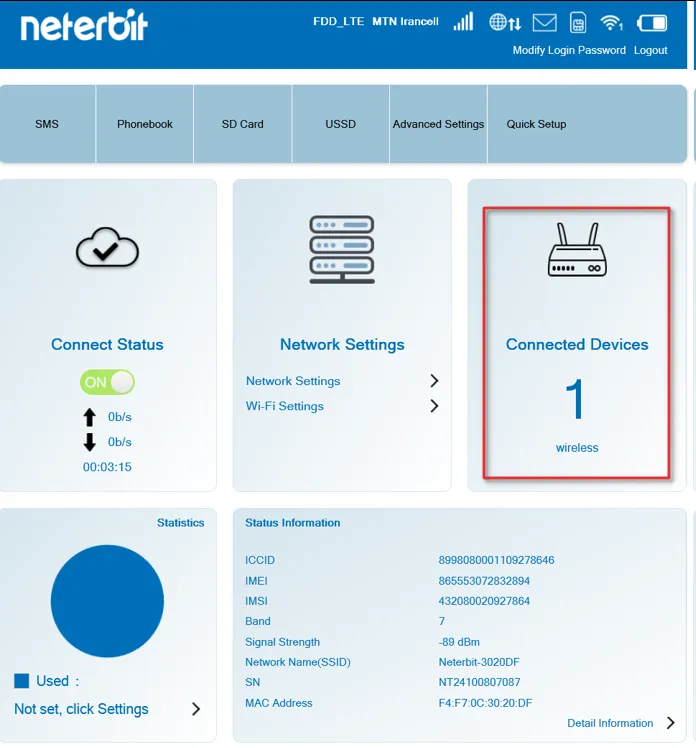 neterbit
FDD_LTE MTN Irancell
1
Modify Login Password Logout
SMS Phonebook SD Card USSD Advanced Settings Quick Setup
Connect Status
ON
0b/s
0b/s
00:03:15
Network Settings
Network Settings
Wi-Fi Settings
Connected Devices
1
wireless
Statistics
Used :
Not set, click Settings
Status Information
ICCID 8998080001109278646
IMEI 865553072832894
IMSI 432080020927864
Band 7
Signal Strength -89 dBm
Network Name(SSID) Neterbit-3020DF
SN NT24100807087
MAC Address F4:F7:0C:30:20:DF
Detail Information